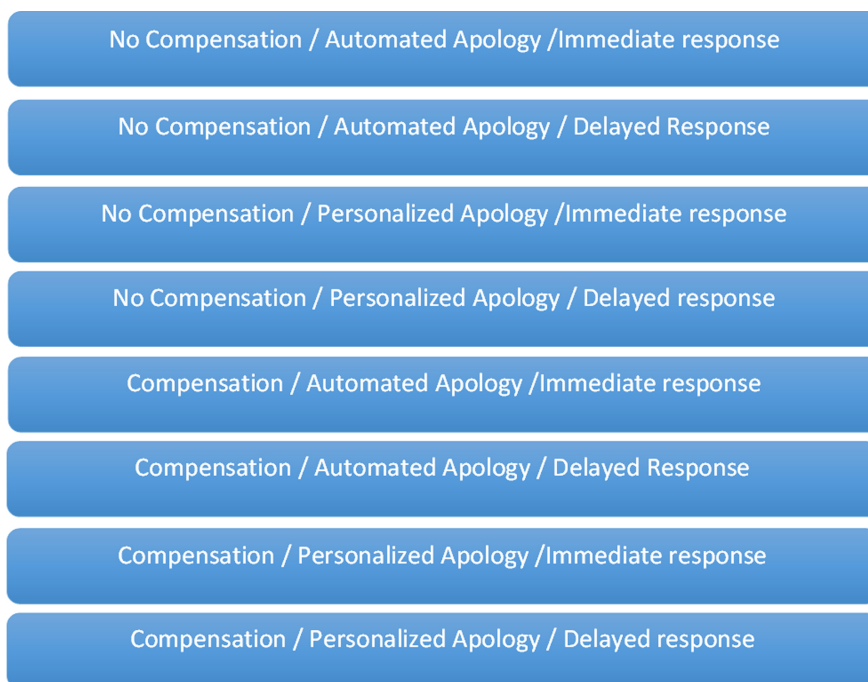 No Compensation / Automated Apology /Immediate response
No Compensation / Automated Apology / Delayed Response
No Compensation / Personalized Apology /Immediate response
No Compensation / Personalized Apology / Delayed response
Compensation / Automated Apology /Immediate response
Compensation / Automated Apology / Delayed Response
Compensation / Personalized Apology /Immediate response
Compensation / Personalized Apology / Delayed response